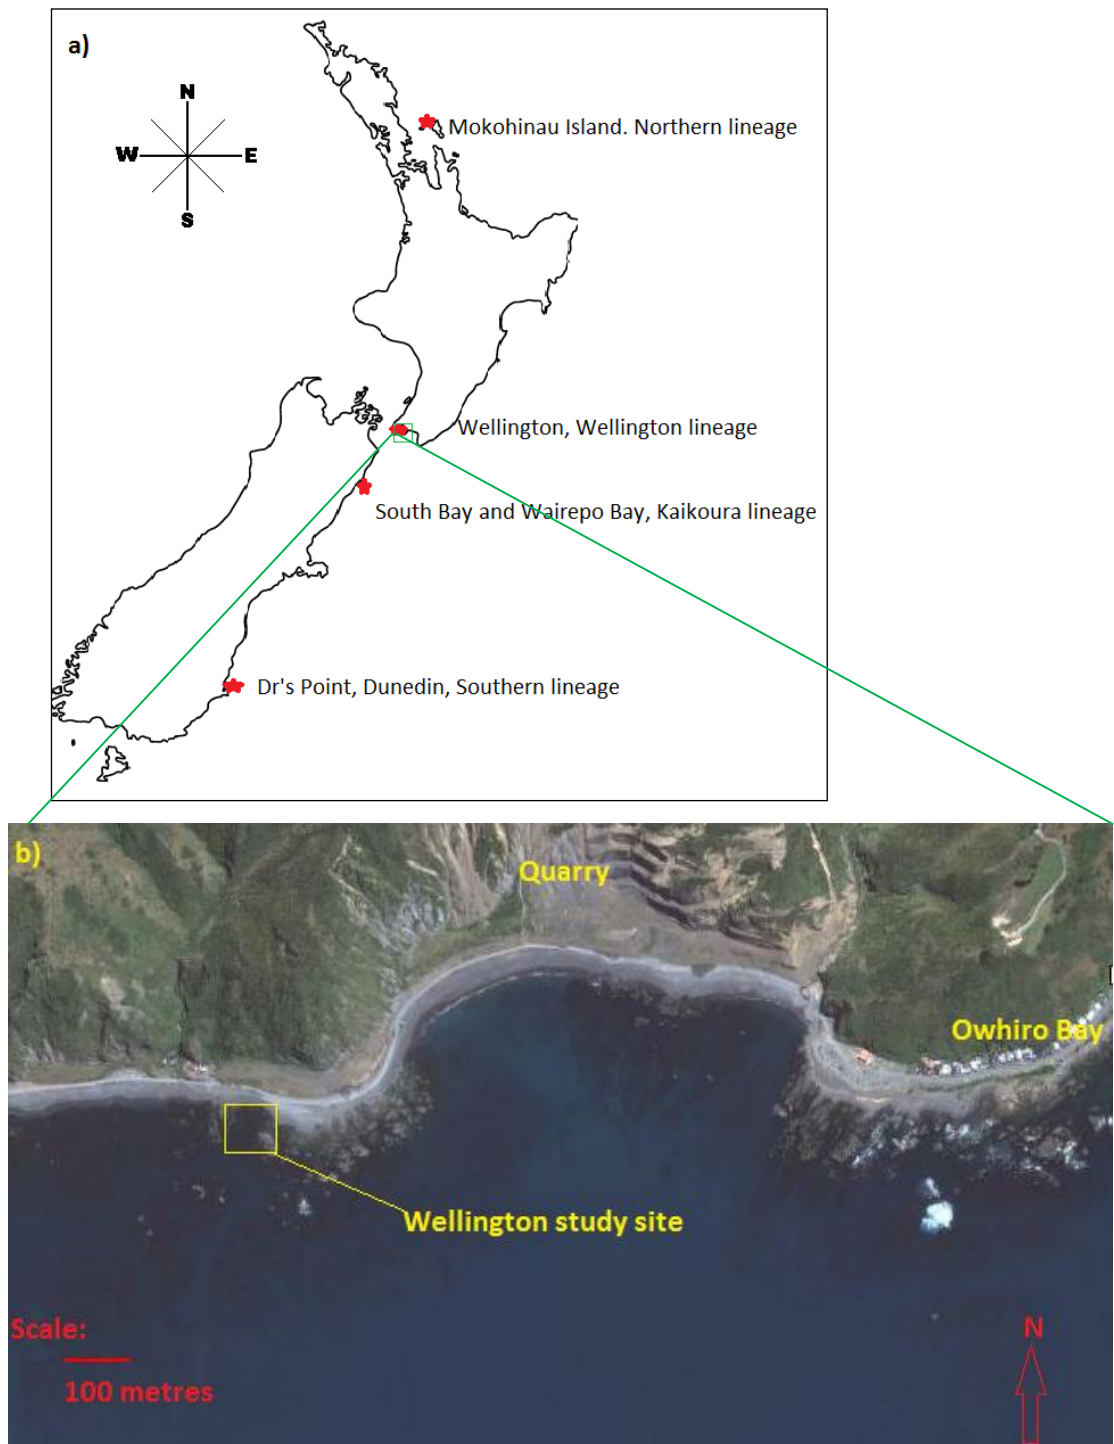 a)
N
W
E
S
Mokohinau Island. Northern lineage
Wellington, Wellington lineage
South Bay and Wairepo Bay, Kaikoura lineage
Dr's Point, Dunedin, Southern lineage
b)
Quarry
Owhiro Bay
Wellington study site
Scale:
100 metres
N